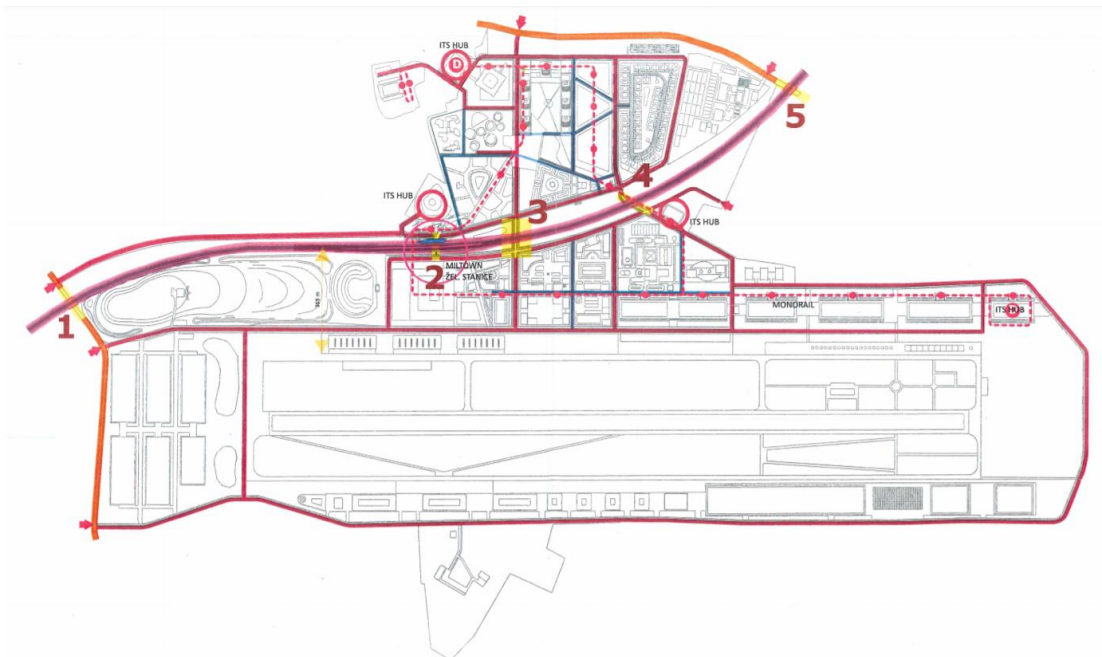 ITS HUB
D
5
4
ITS HUB
3
ITS HUB
2
MILTOWN
ŽEL. STANICE
1
MONORAIL
ITS HUB
D